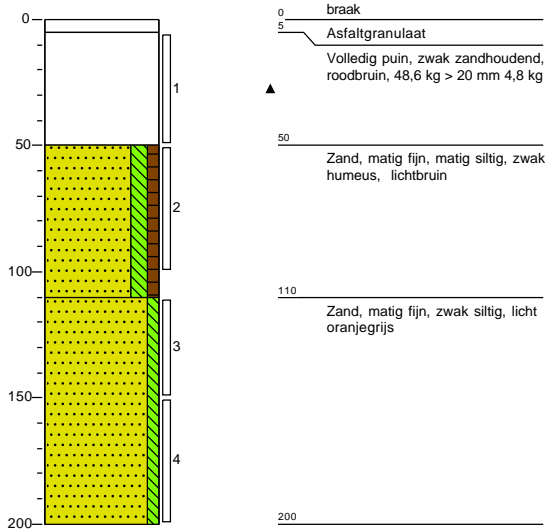 0
50
100
150
200
1
2
3
4
0
braak
5
Asfaltgranulaat
Volledig puin, zwak zandhoudend,
roodbruin, 48,6 kg > 20 mm 4,8 kg
50
Zand, matig fijn, matig siltig, zwak
humeus, lichtbruin
110
Zand, matig fijn, zwak siltig, licht
oranjegrijs
200